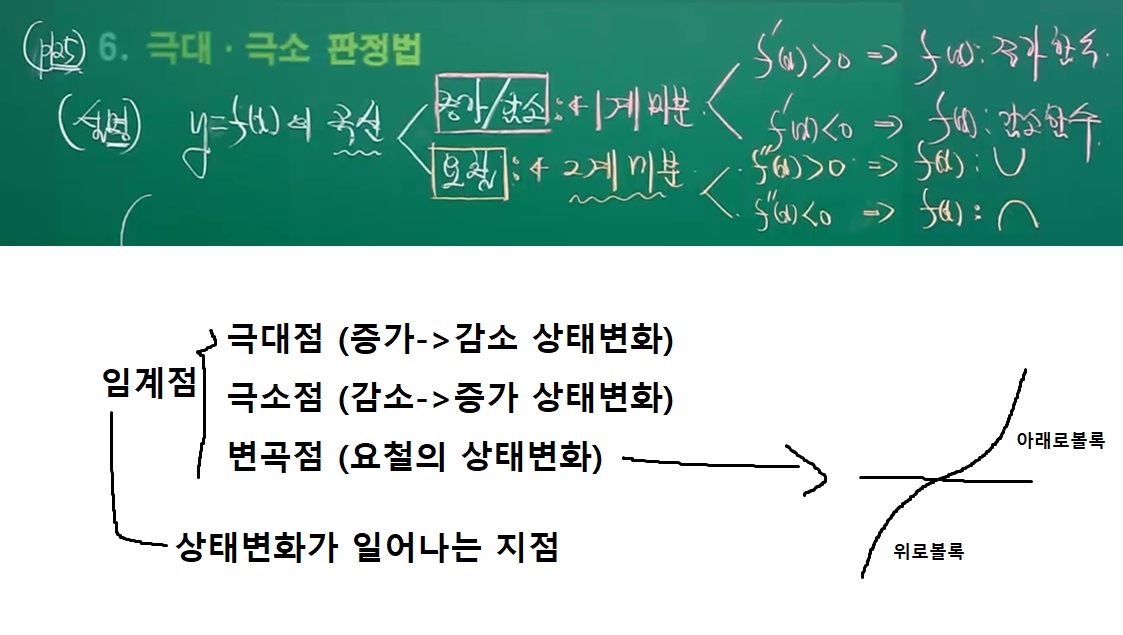 (p125) 6. 극대 · 극소 판정법
(설명) y=f(x)의 곡선
증가/감소 : ← 1계 미분
f'(x)>0 => f(x): 증가함수.
f'(x)<0 => f(x): 감소함수
요철 : ← 2계 미분
f''(x)>0 => f(x): ∪
f''(x)<0 => f(x): ∩
임계점
극대점 (증가->감소 상태변화)
극소점 (감소->증가 상태변화)
변곡점 (요철의 상태변화)
아래로볼록
위로볼록
상태변화가 일어나는 지점